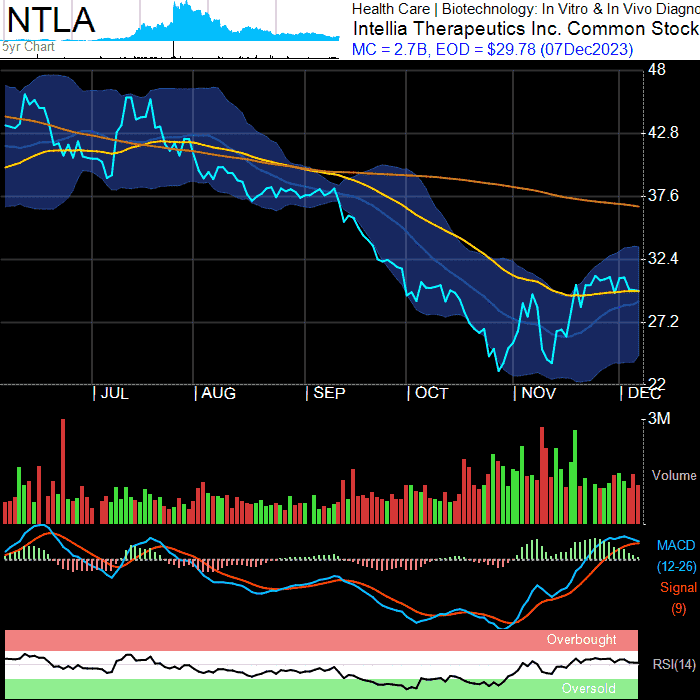 NTLA
5yr Chart
Health Care | Biotechnology: In Vitro & In Vivo Diagno
Intellia Therapeutics Inc. Common Stock
MC = 2.7B, EOD = $29.78 (07Dec2023)
48
42.8
37.6
32.4
27.2
22
| JUL | AUG | SEP | OCT | NOV | DEC
3M
Volume
MACD
(12-26)
Signal
(9)
Overbought
RSI(14)
Oversold